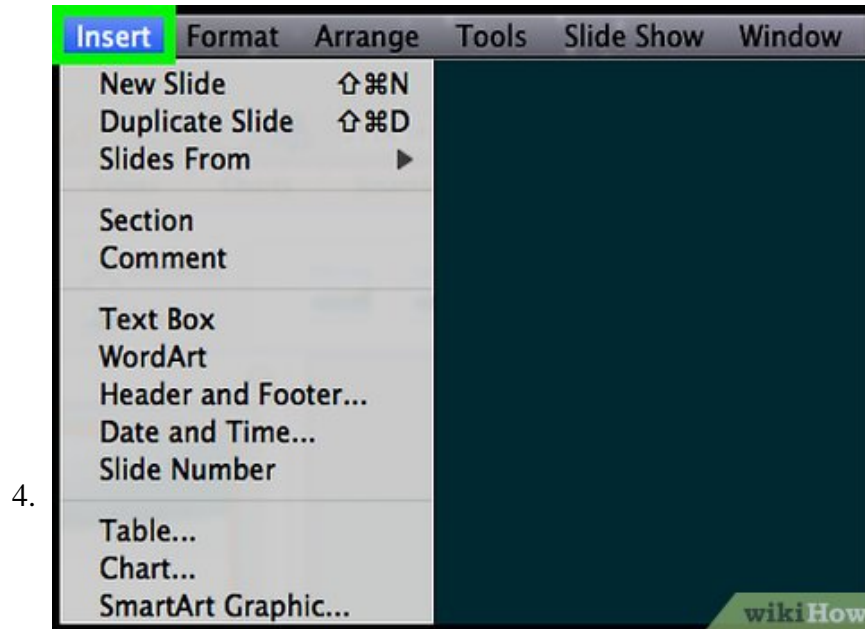 Insert Format Arrange Tools Slide Show Window
New Slide ⇧⌘N
Duplicate Slide ⇧⌘D
Slides From ▶
Section
Comment
Text Box
WordArt
Header and Footer...
Date and Time...
Slide Number
4.
Table...
Chart...
SmartArt Graphic...
wikiHow